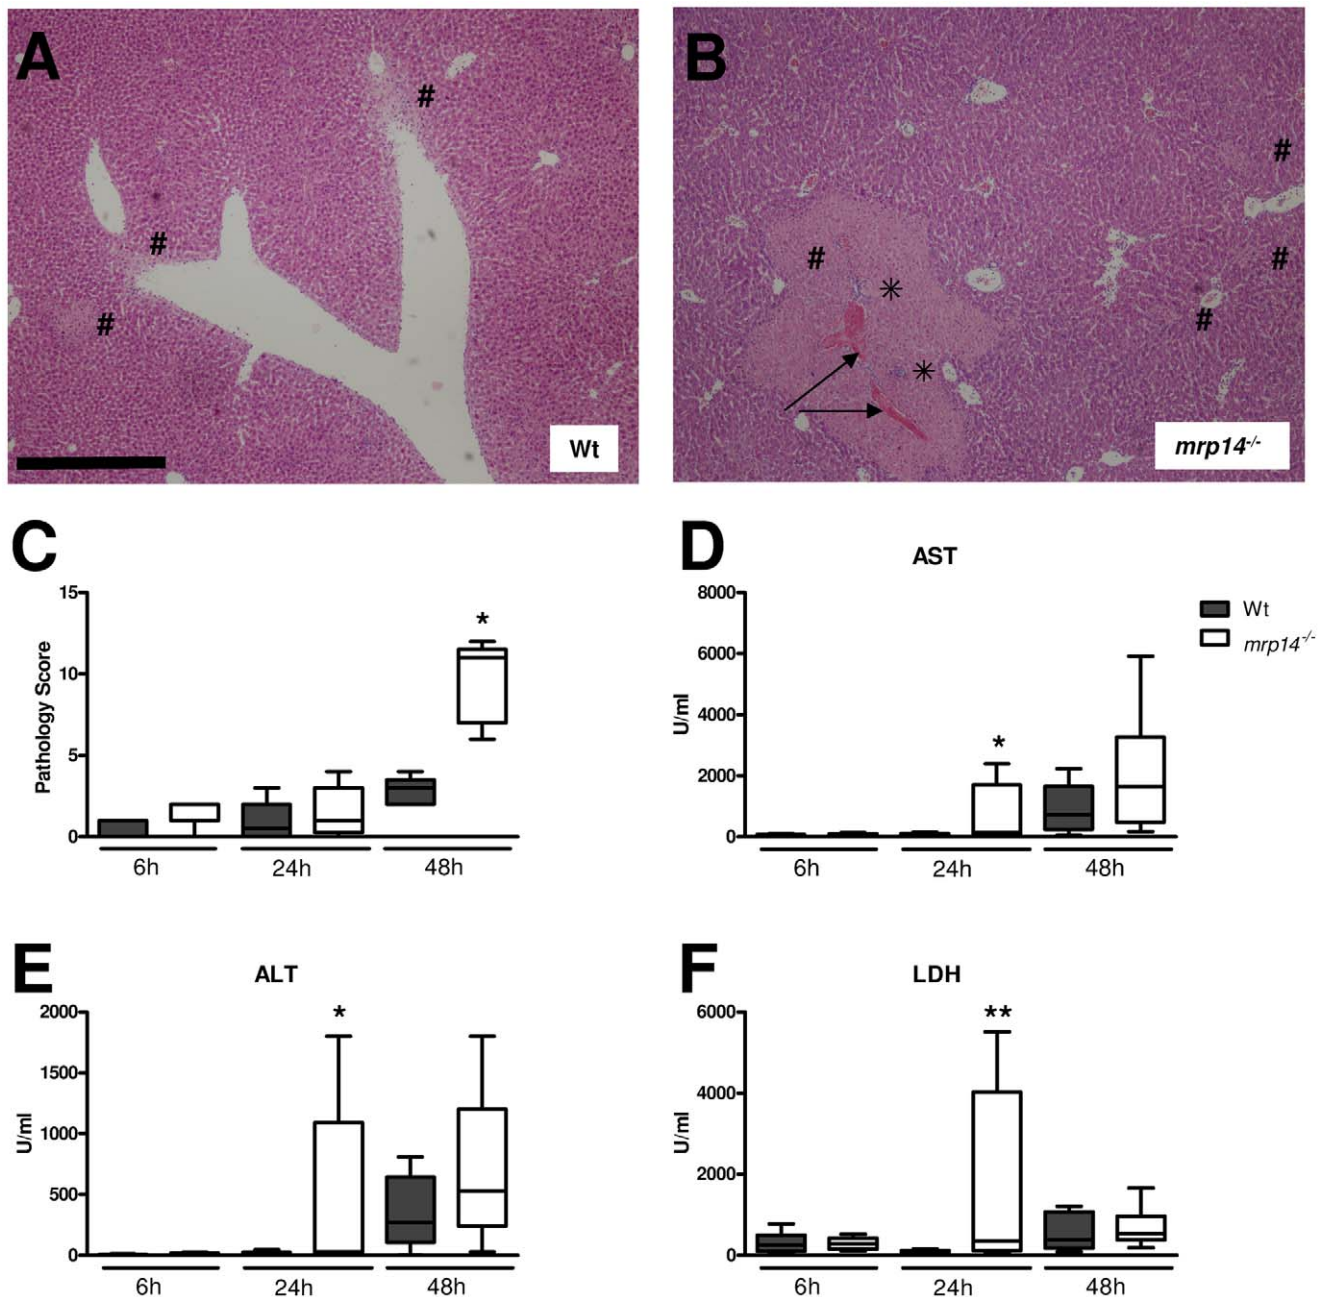 A
#
#
#
Wt
B
#
#
#
#
✳
✳
mrp14-/-
C
15
10
5
0
Pathology Score
*
6h
24h
48h
D
AST
8000
6000
4000
2000
0
U/ml
*
6h
24h
48h
Wt
mrp14-/-
E
ALT
2000
1500
1000
500
0
U/ml
*
6h
24h
48h
F
LDH
6000
4000
2000
0
U/ml
**
6h
24h
48h